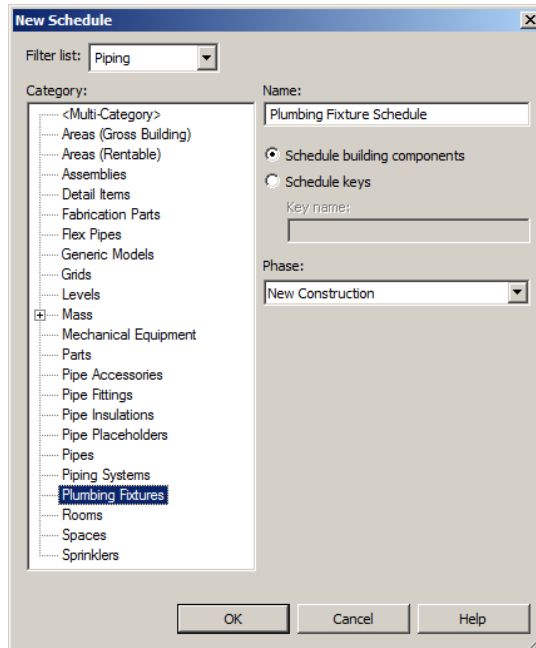 New Schedule
Filter list: Piping
Category:
<Multi-Category>
Areas (Gross Building)
Areas (Rentable)
Assemblies
Detail Items
Fabrication Parts
Flex Pipes
Generic Models
Grids
Levels
Mass
Mechanical Equipment
Parts
Pipe Accessories
Pipe Fittings
Pipe Insulations
Pipe Placeholders
Pipes
Piping Systems
Plumbing Fixtures
Rooms
Spaces
Sprinklers
Name:
Plumbing Fixture Schedule
Schedule building components
Schedule keys
Key name:
Phase:
New Construction
OK Cancel Help